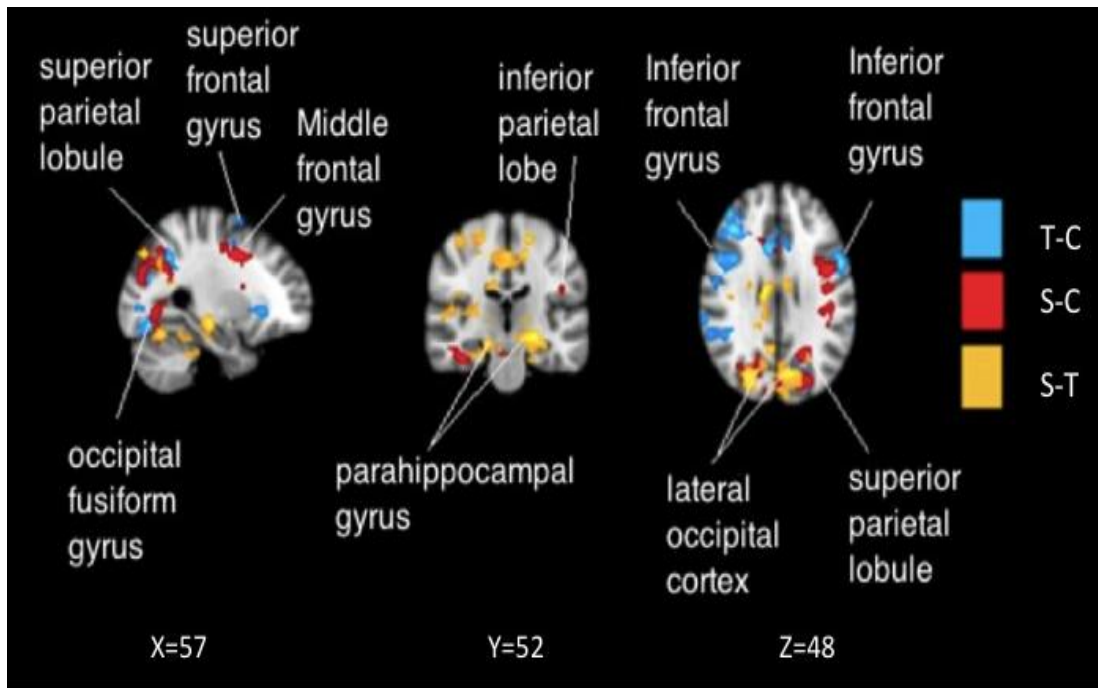 superior
parietal
lobule
superior
frontal
gyrus
Middle
frontal
gyrus
inferior
parietal
lobe
Inferior
frontal
gyrus
Inferior
frontal
gyrus
T-C
S-C
S-T
occipital
fusiform
gyrus
parahippocampal
gyrus
lateral
occipital
cortex
superior
parietal
lobule
X=57
Y=52
Z=48